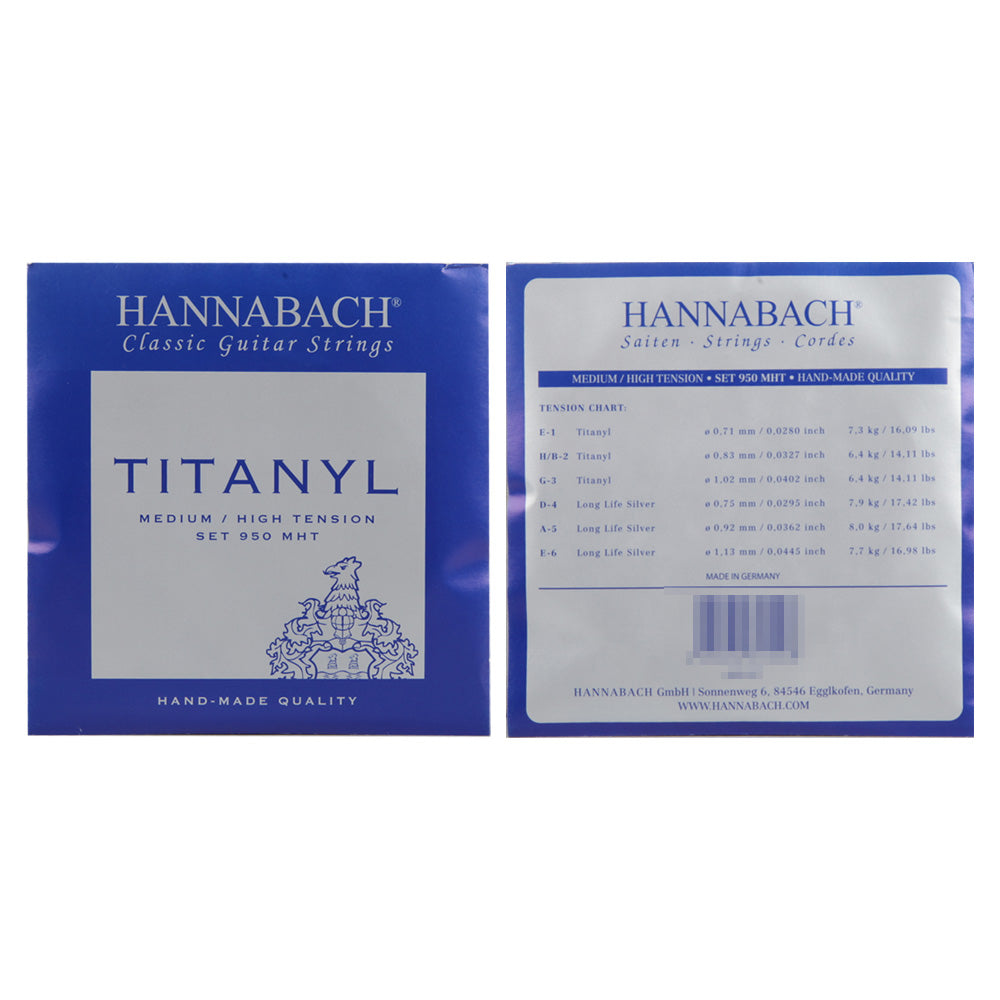 HANNABACH®
Classic Guitar Strings
TITANYL
MEDIUM / HIGH TENSION
SET 950 MHT
HAND-MADE QUALITY
HANNABACH®
Saiten · Strings · Cordes
MEDIUM / HIGH TENSION • SET 950 MHT • HAND-MADE QUALITY
TENSION CHART:
E-1 Titanyl ø 0,71 mm / 0,0280 inch 7,3 kg / 16,09 lbs
H/B-2 Titanyl ø 0,83 mm / 0,0327 inch 6,4 kg / 14,11 lbs
G-3 Titanyl ø 1,02 mm / 0,0402 inch 6,4 kg / 14,11 lbs
D-4 Long Life Silver ø 0,75 mm / 0,0295 inch 7,9 kg / 17,42 lbs
A-5 Long Life Silver ø 0,92 mm / 0,0362 inch 8,0 kg / 17,64 lbs
E-6 Long Life Silver ø 1,13 mm / 0,0445 inch 7,7 kg / 16,98 lbs
MADE IN GERMANY
HANNABACH GmbH | Sonnenweg 6, 84546 Egglkofen, Germany
WWW.HANNABACH.COM